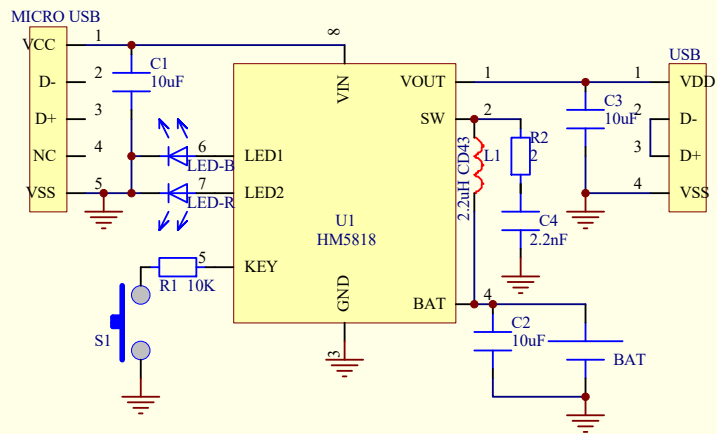 MICRO USB
VCC 1
D- 2
D+ 3
NC 4
VSS 5
C1
10uF
8
VIN
6 LED1
LED-B
7 LED2
LED-R
U1
HM5818
5 KEY
R1 10K
S1
GND
3
VOUT 1
SW 2
BAT 4
L1
2.2uH CD43
R2
2
C4
2.2nF
C3
10uF
USB
1 VDD
2 D-
3 D+
4 VSS
C2
10uF
BAT